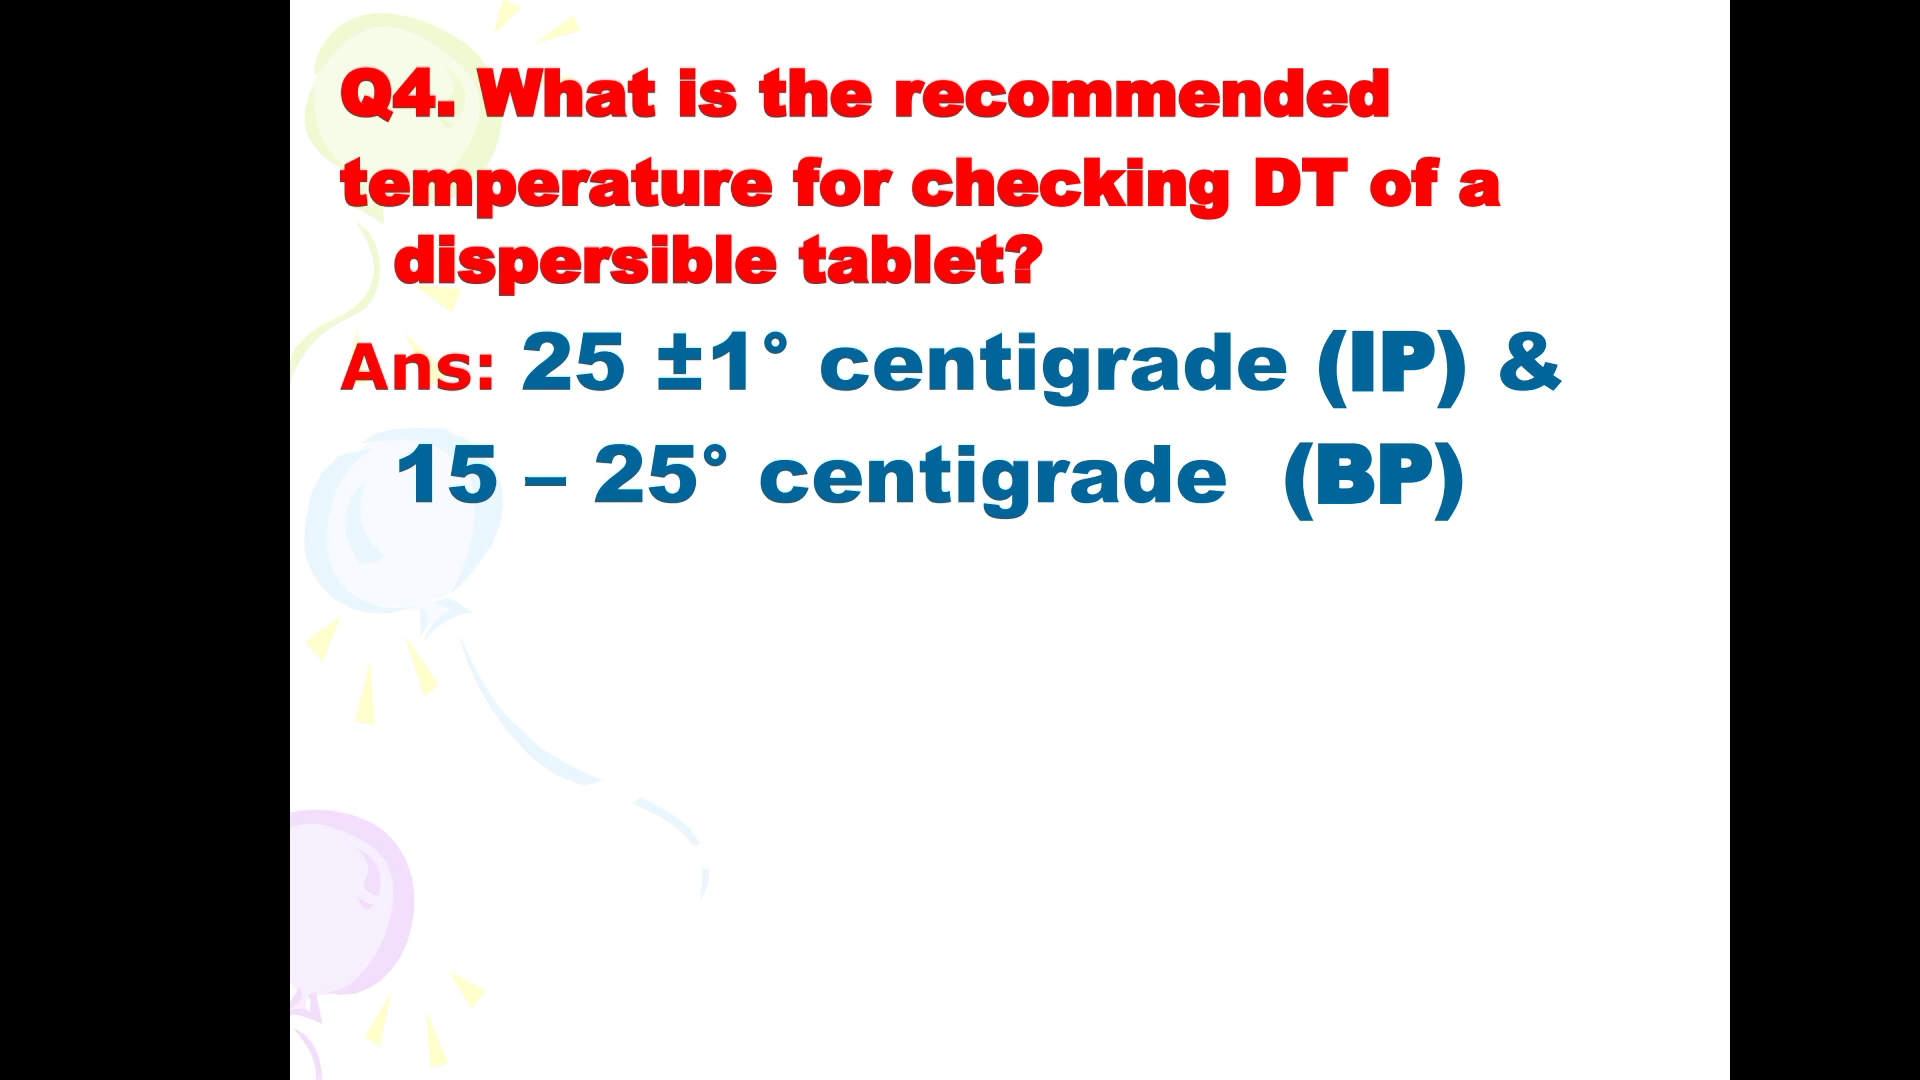 Q4. What is the recommended
temperature for checking DT of a
dispersible tablet?
Ans: 25 ±1° centigrade (IP) &
15 – 25° centigrade (BP)